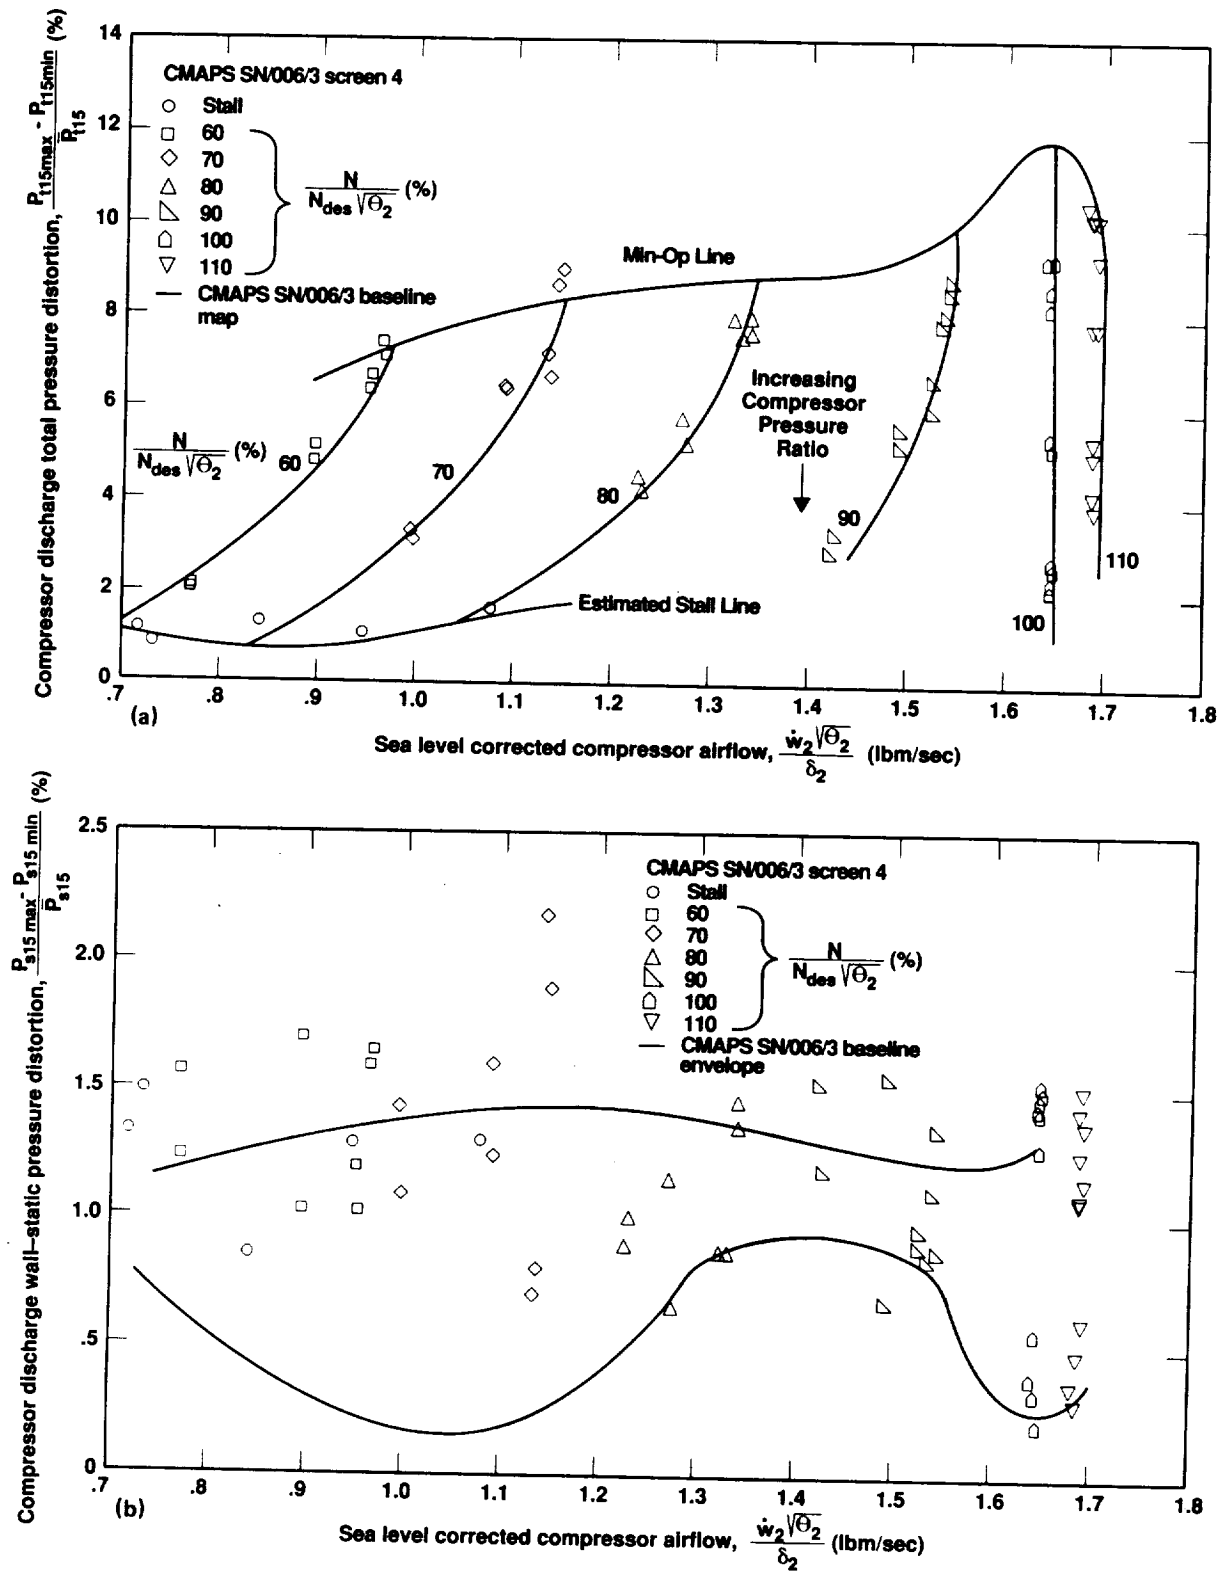 Compressor discharge total pressure distortion, (P_t15max - P_t15min) / P̿_t15 (%)
14
12
10
8
6
4
2
0
CMAPS SN/006/3 screen 4
Stall
60
70
80
90
100
110
N / (N_des √Θ_2) (%)
CMAPS SN/006/3 baseline
map
Min-Op Line
Increasing
Compressor
Pressure
Ratio
N / (N_des √Θ_2) (%)
60
70
80
90
100
110
Estimated Stall Line
.7 .8 .9 1.0 1.1 1.2 1.3 1.4 1.5 1.6 1.7 1.8
(a)
Sea level corrected compressor airflow, ẇ_2 √Θ_2 / δ_2 (lbm/sec)
Compressor discharge wall–static pressure distortion, (P_s15 max - P_s15 min) / P̿_s15 (%)
2.5
2.0
1.5
1.0
.5
0
CMAPS SN/006/3 screen 4
Stall
60
70
80
90
100
110
N / (N_des √Θ_2) (%)
CMAPS SN/006/3 baseline
envelope
.7 .8 .9 1.0 1.1 1.2 1.3 1.4 1.5 1.6 1.7 1.8
(b)
Sea level corrected compressor airflow, ẇ_2 √Θ_2 / δ_2 (lbm/sec)